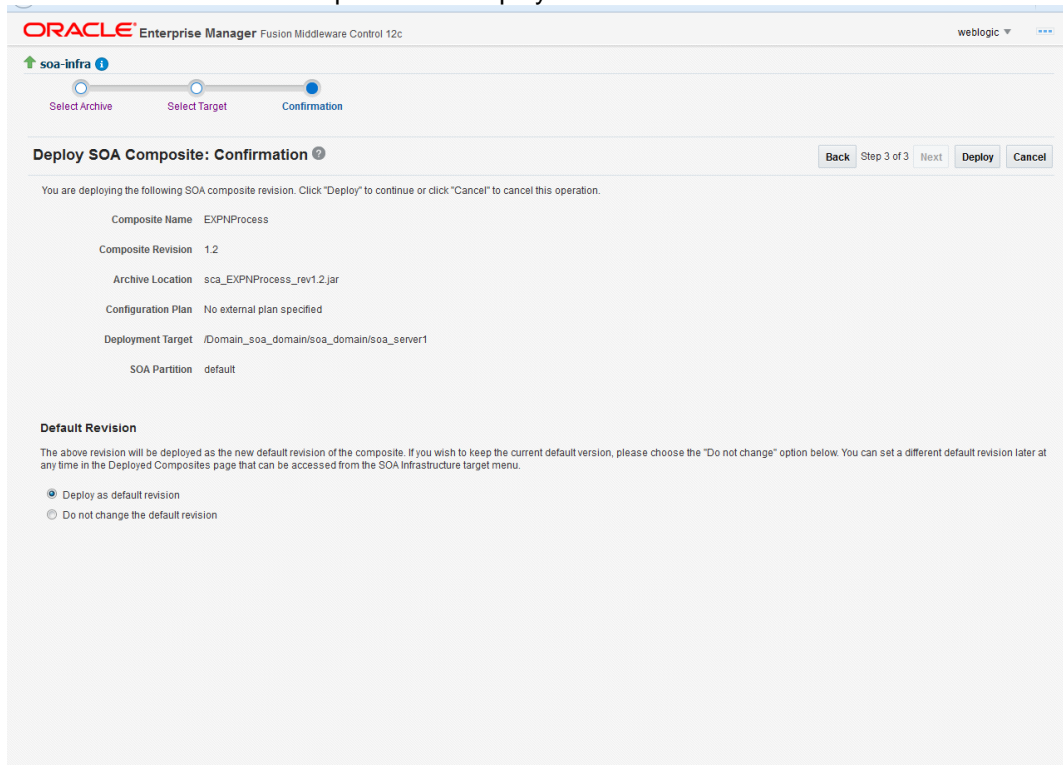 ORACLE Enterprise Manager Fusion Middleware Control 12c weblogic
soa-infra
Select Archive Select Target Confirmation
Deploy SOA Composite: Confirmation Back Step 3 of 3 Next Deploy Cancel
You are deploying the following SOA composite revision. Click "Deploy" to continue or click "Cancel" to cancel this operation.
Composite Name EXPNProcess
Composite Revision 1.2
Archive Location sca_EXPNProcess_rev1.2.jar
Configuration Plan No external plan specified
Deployment Target /Domain_soa_domain/soa_domain/soa_server1
SOA Partition default
Default Revision
The above revision will be deployed as the new default revision of the composite. If you wish to keep the current default version, please choose the "Do not change" option below. You can set a different default revision later at
any time in the Deployed Composites page that can be accessed from the SOA Infrastructure target menu.
Deploy as default revision
Do not change the default revision